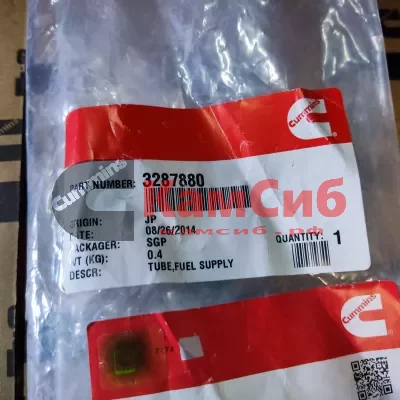 Cummins
Cummins
PART NUMBER: 3287880
КамСиб
камсиб.рф
ORIGIN: JP
DATE: 08/26/2014
PACKAGER: SGP
QUANTITY: 1
WT (KG): 0.4
DESCR: TUBE,FUEL SUPPLY
Cummins